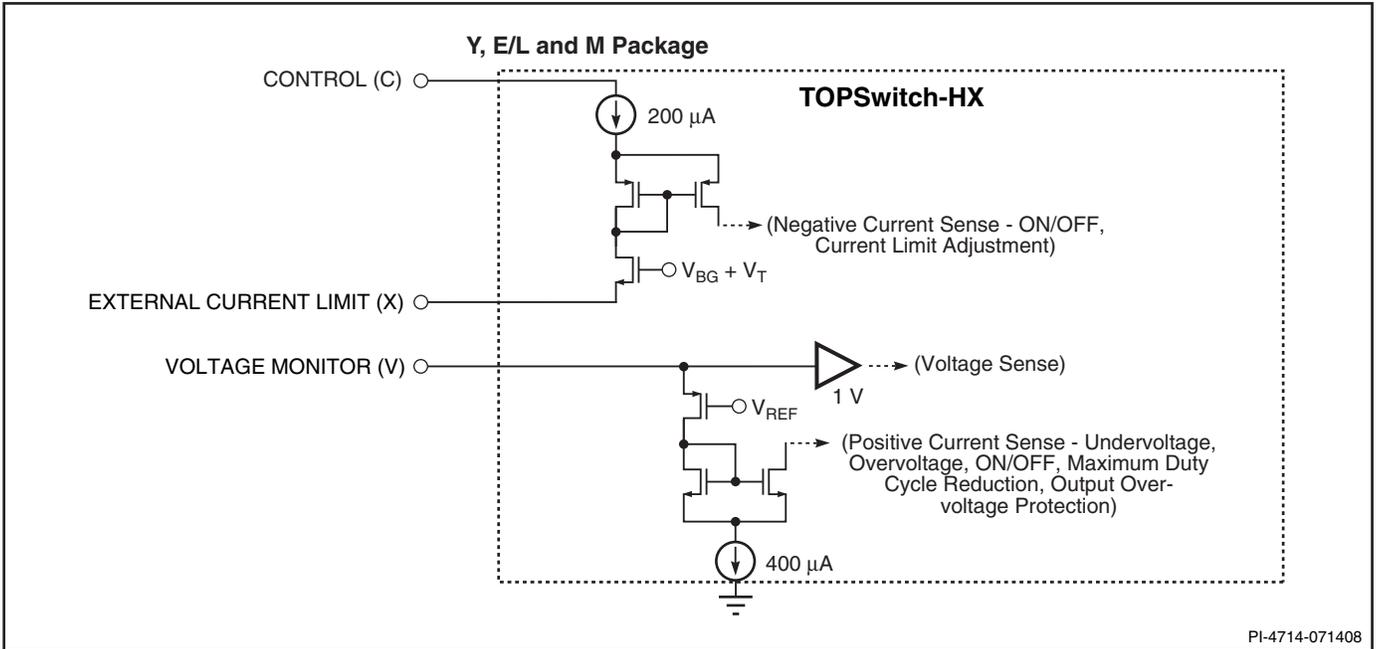 Y, E/L and M Package
CONTROL (C)
TOPSwitch-HX
200 μA
(Negative Current Sense - ON/OFF,
Current Limit Adjustment)
V_BG + V_T
EXTERNAL CURRENT LIMIT (X)
VOLTAGE MONITOR (V)
(Voltage Sense)
1 V
V_REF
(Positive Current Sense - Undervoltage,
Overvoltage, ON/OFF, Maximum Duty
Cycle Reduction, Output Over-
voltage Protection)
400 μA
PI-4714-071408